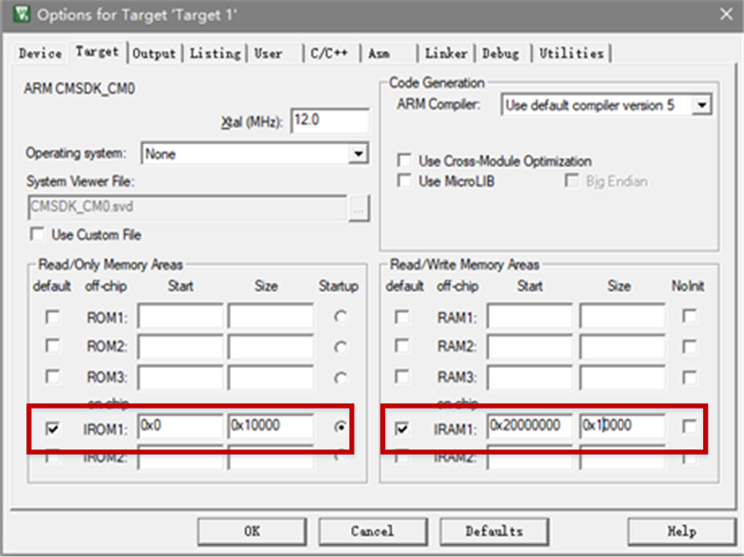 Options for Target 'Target 1'
Device Target Output Listing User C/C++ Asm Linker Debug Utilities
ARM CMSDK_CM0
Xtal (MHz): 12.0
Operating system: None
System Viewer File:
CMSDK_CM0.svd ...
Use Custom File
Code Generation
ARM Compiler: Use default compiler version 5
Use Cross-Module Optimization
Use MicroLIB Big Endian
Read/Only Memory Areas
default off-chip Start Size Startup
ROM1:
ROM2:
ROM3:
on-chip
IROM1: 0x0 0x10000
IROM2:
Read/Write Memory Areas
default off-chip Start Size NoInit
RAM1:
RAM2:
RAM3:
on-chip
IRAM1: 0x20000000 0x10000
IRAM2:
OK Cancel Defaults Help